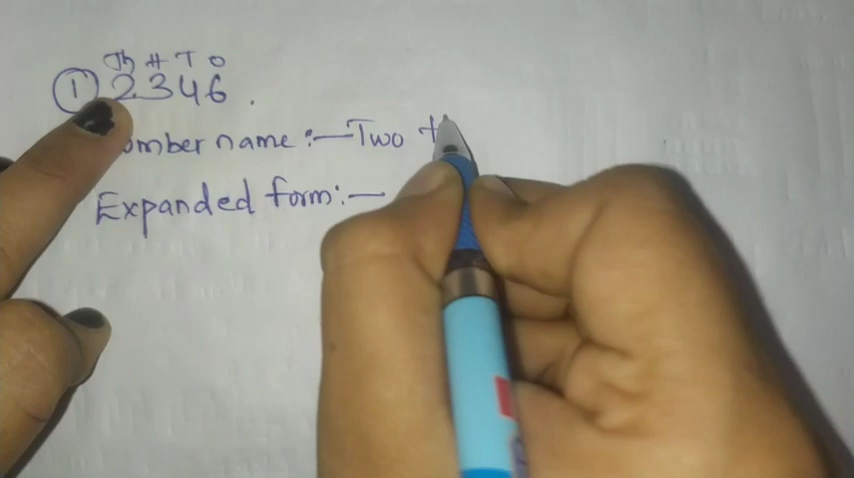 Th H T O
① 2346.
umber name :— Two t
Expanded form :—